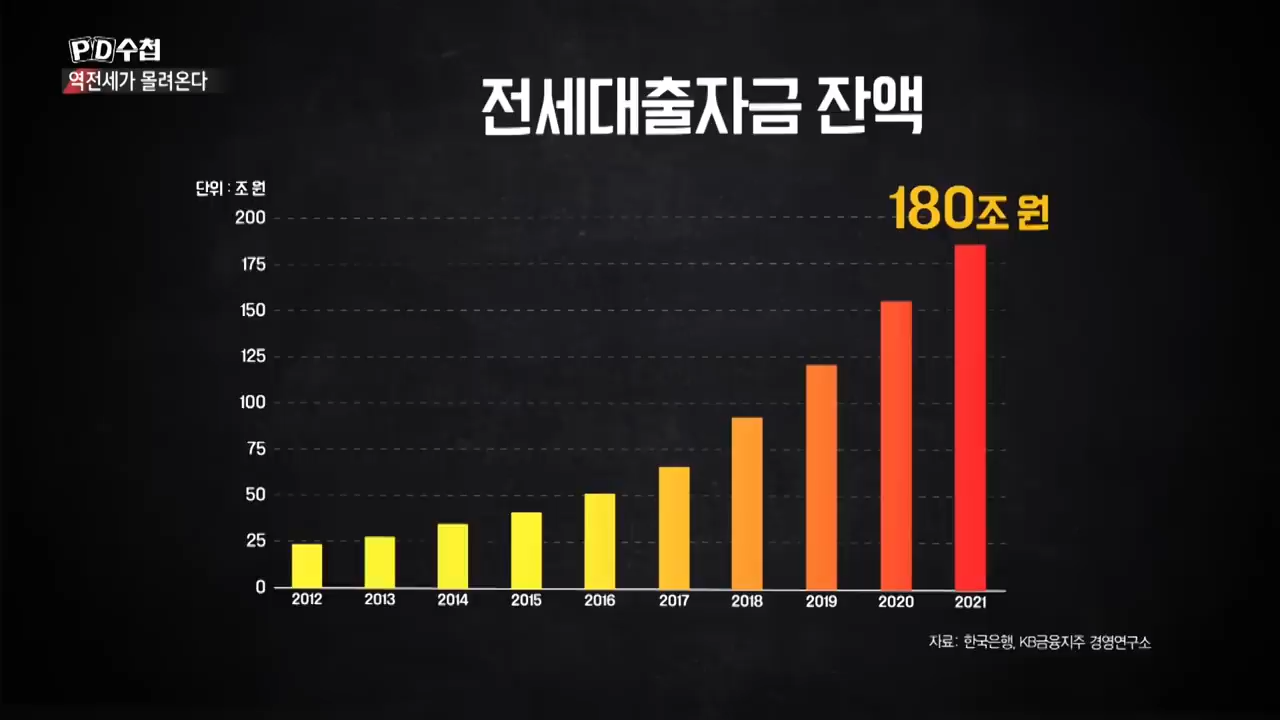 PD수첩
역전세가 몰려온다
전세대출자금 잔액
단위 : 조 원
180조 원
200
175
150
125
100
75
50
25
0
2012 2013 2014 2015 2016 2017 2018 2019 2020 2021
자료: 한국은행, KB금융지주 경영연구소